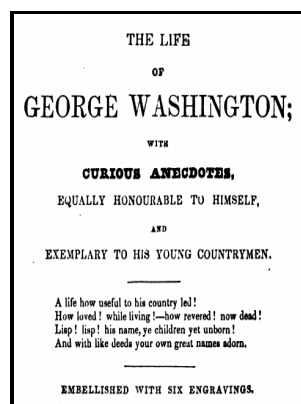 THE LIFE
OF
GEORGE WASHINGTON;
WITH
CURIOUS ANECDOTES,
EQUALLY HONOURABLE TO HIMSELF,
AND
EXEMPLARY TO HIS YOUNG COUNTRYMEN.
A life how useful to his country led!
How loved! while living!—how revered! now dead!
Lisp! lisp! his name, ye children yet unborn!
And with like deeds your own great names adorn.
EMBELLISHED WITH SIX ENGRAVINGS.